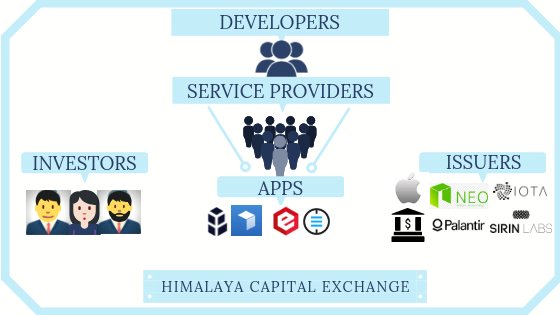 DEVELOPERS
SERVICE PROVIDERS
INVESTORS
APPS
ISSUERS
NEO
IOTA
$
Palantir
SIRIN LABS
HIMALAYA CAPITAL EXCHANGE